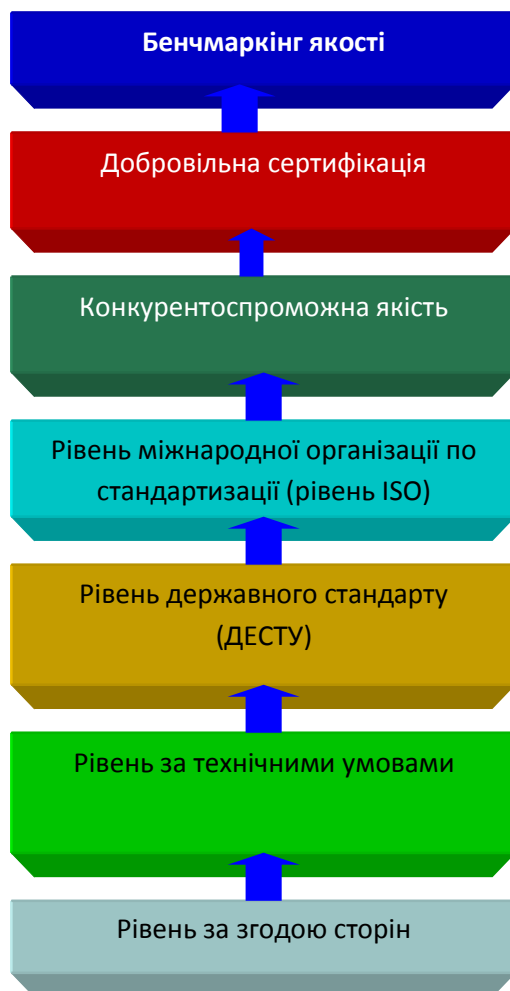 Бенчмаркінг якості
Добровільна сертифікація
Конкурентоспроможна якість
Рівень міжнародної організації по
стандартизації (рівень ISO)
Рівень державного стандарту
(ДЕСТУ)
Рівень за технічними умовами
Рівень за згодою сторін